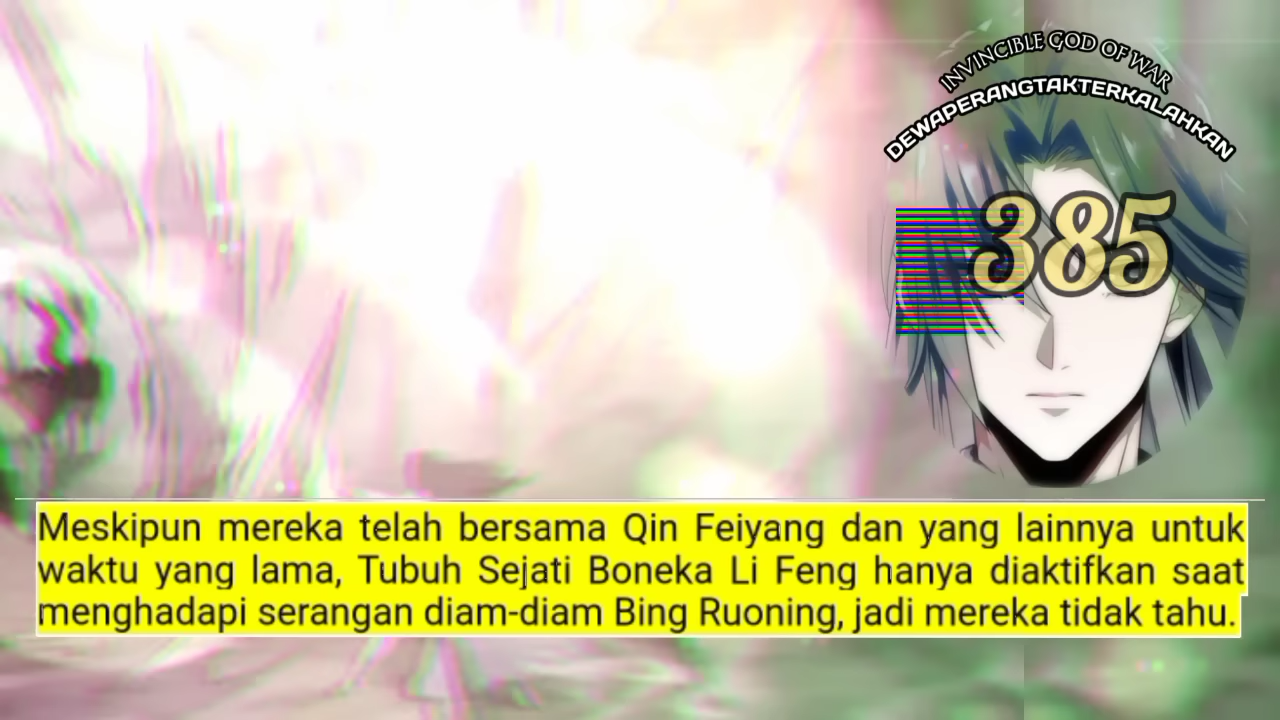 INVINCIBLE GOD OF WAR
DEWAPERANGTAKTERKALAHKAN
385
Meskipun mereka telah bersama Qin Feiyang dan yang lainnya untuk
waktu yang lama, Tubuh Sejati Boneka Li Feng hanya diaktifkan saat
menghadapi serangan diam-diam Bing Ruoning, jadi mereka tidak tahu.